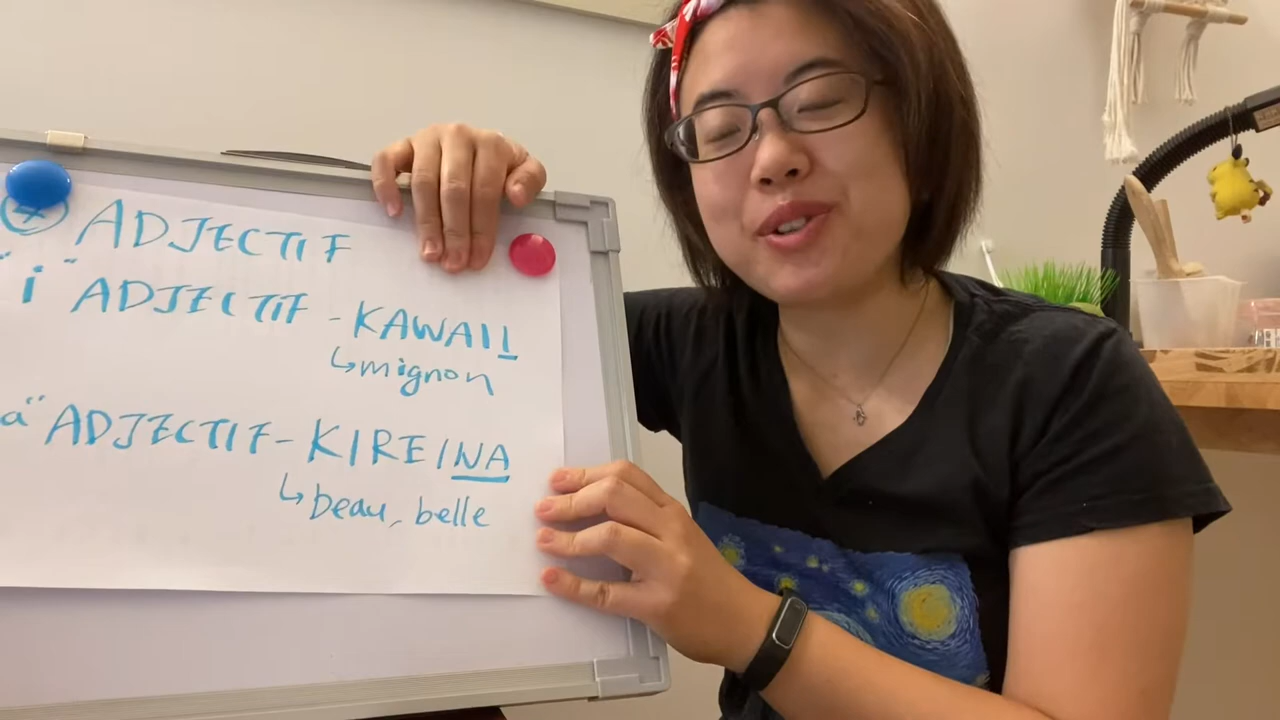 ADJECTIF
"i" ADJECTIF - KAWAII
↳mignon
a" ADJECTIF - KIREINA
↳beau, belle